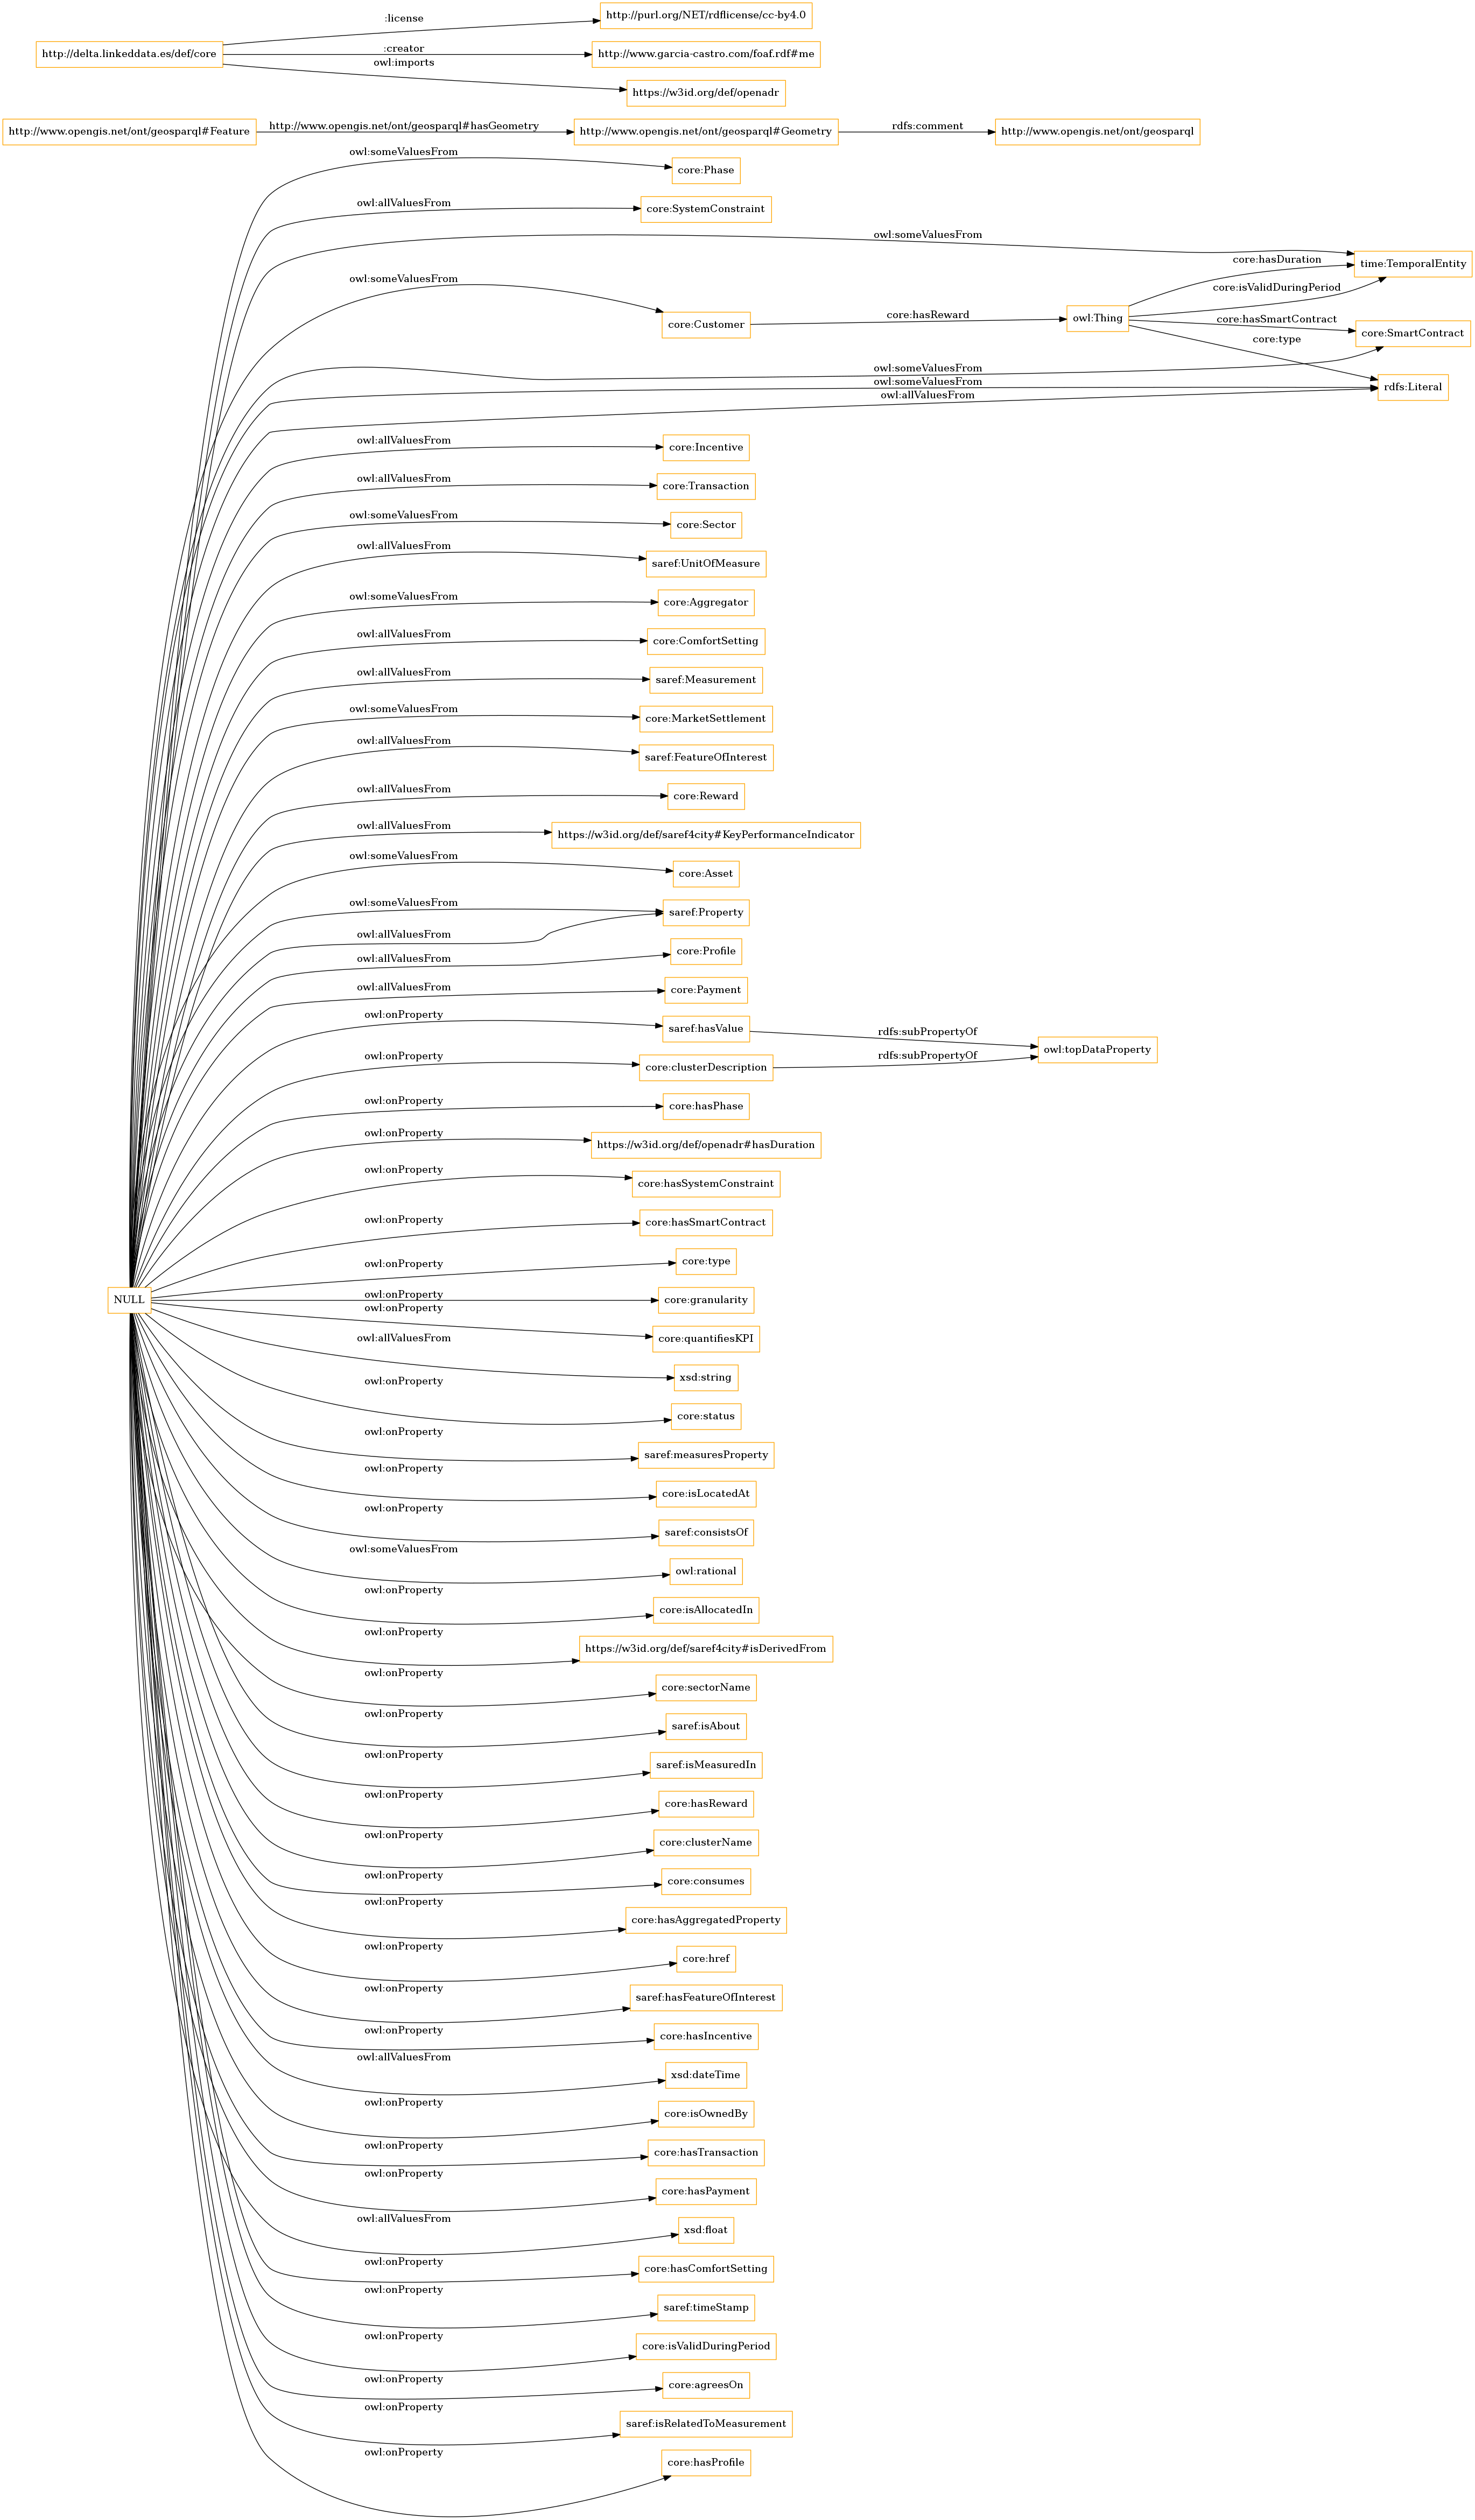 :license
http://purl.org/NET/rdflicense/cc-by4.0
http://delta.linkeddata.es/def/core
:creator
http://www.garcia-castro.com/foaf.rdf#me
owl:imports
https://w3id.org/def/openadr
http://www.opengis.net/ont/geosparql#Feature
http://www.opengis.net/ont/geosparql#hasGeometry
http://www.opengis.net/ont/geosparql#Geometry
rdfs:comment
http://www.opengis.net/ont/geosparql
owl:someValuesFrom
core:Phase
owl:allValuesFrom
core:SystemConstraint
owl:someValuesFrom
time:TemporalEntity
core:hasDuration
owl:someValuesFrom
core:isValidDuringPeriod
core:Customer
core:hasReward
owl:Thing
core:hasSmartContract
core:SmartContract
core:type
owl:someValuesFrom
owl:someValuesFrom
rdfs:Literal
owl:allValuesFrom
owl:allValuesFrom
core:Incentive
owl:allValuesFrom
core:Transaction
owl:someValuesFrom
core:Sector
owl:allValuesFrom
saref:UnitOfMeasure
owl:someValuesFrom
core:Aggregator
owl:allValuesFrom
core:ComfortSetting
owl:allValuesFrom
saref:Measurement
owl:someValuesFrom
core:MarketSettlement
owl:allValuesFrom
saref:FeatureOfInterest
owl:allValuesFrom
core:Reward
owl:allValuesFrom
https://w3id.org/def/saref4city#KeyPerformanceIndicator
owl:someValuesFrom
core:Asset
owl:someValuesFrom
saref:Property
owl:allValuesFrom
core:Profile
owl:allValuesFrom
owl:allValuesFrom
core:Payment
owl:onProperty
saref:hasValue
rdfs:subPropertyOf
owl:topDataProperty
owl:onProperty
core:clusterDescription
rdfs:subPropertyOf
owl:onProperty
core:hasPhase
owl:onProperty
https://w3id.org/def/openadr#hasDuration
owl:onProperty
core:hasSystemConstraint
owl:onProperty
core:hasSmartContract
owl:onProperty
core:type
NULL
owl:onProperty
core:granularity
owl:onProperty
core:quantifiesKPI
owl:allValuesFrom
xsd:string
owl:onProperty
core:status
owl:onProperty
saref:measuresProperty
owl:onProperty
core:isLocatedAt
owl:onProperty
saref:consistsOf
owl:someValuesFrom
owl:rational
owl:onProperty
core:isAllocatedIn
owl:onProperty
https://w3id.org/def/saref4city#isDerivedFrom
owl:onProperty
core:sectorName
owl:onProperty
saref:isAbout
owl:onProperty
saref:isMeasuredIn
owl:onProperty
core:hasReward
owl:onProperty
core:clusterName
owl:onProperty
core:consumes
owl:onProperty
core:hasAggregatedProperty
owl:onProperty
core:href
owl:onProperty
saref:hasFeatureOfInterest
owl:onProperty
core:hasIncentive
owl:allValuesFrom
xsd:dateTime
owl:onProperty
core:isOwnedBy
owl:onProperty
core:hasTransaction
owl:onProperty
core:hasPayment
owl:allValuesFrom
xsd:float
owl:onProperty
core:hasComfortSetting
owl:onProperty
saref:timeStamp
owl:onProperty
core:isValidDuringPeriod
owl:onProperty
core:agreesOn
owl:onProperty
saref:isRelatedToMeasurement
owl:onProperty
core:hasProfile